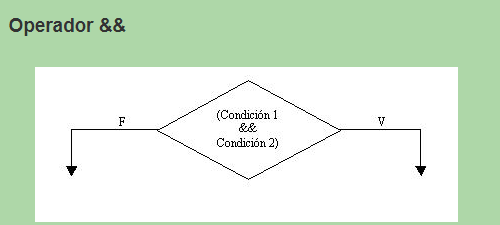 Operador &&
F
(Condición 1
&&
Condición 2)
V